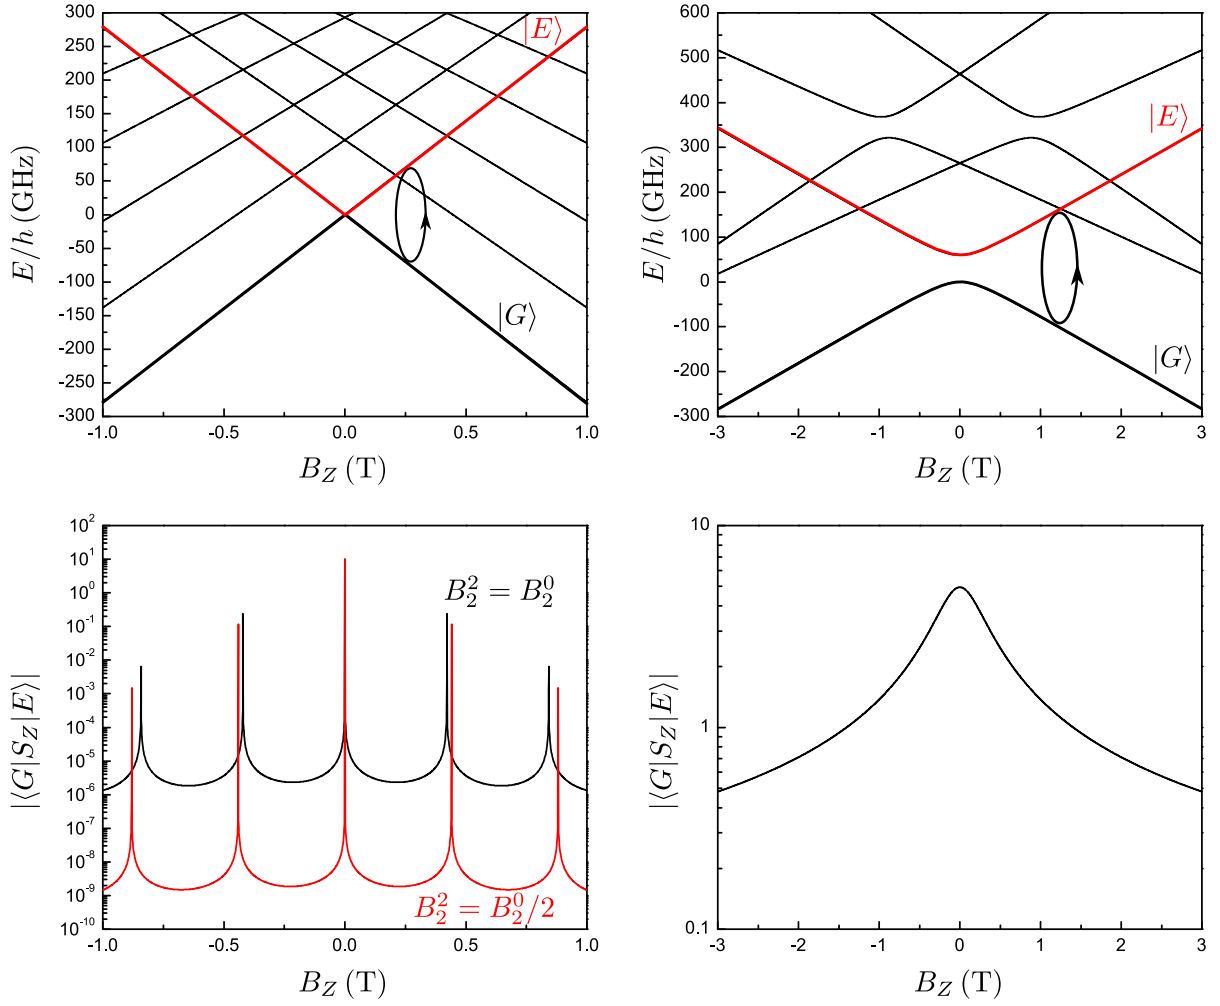 300
250
200
150
100
50
0
-50
-100
-150
-200
-250
-300
E/h (GHz)
|E⟩
|G⟩
-1.0 -0.5 0.0 0.5 1.0
B_Z (T)
600
500
400
300
200
100
0
-100
-200
-300
E/h (GHz)
|E⟩
|G⟩
-3 -2 -1 0 1 2 3
B_Z (T)
10^2
10^1
10^0
10^-1
10^-2
10^-3
10^-4
10^-5
10^-6
10^-7
10^-8
10^-9
10^-10
|⟨G|S_Z|E⟩|
B_2^2 = B_2^0
B_2^2 = B_2^0/2
-1.0 -0.5 0.0 0.5 1.0
B_Z (T)
10
1
0.1
|⟨G|S_Z|E⟩|
-3 -2 -1 0 1 2 3
B_Z (T)